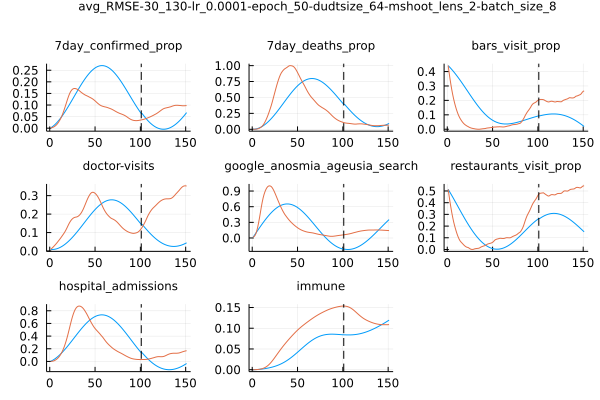 avg_RMSE-30_130-lr_0.0001-epoch_50-dudtsize_64-mshoot_lens_2-batch_size_8
7day_confirmed_prop
0.25
0.20
0.15
0.10
0.05
0.00
0 50 100 150
7day_deaths_prop
1.00
0.75
0.50
0.25
0.00
0 50 100 150
bars_visit_prop
0.4
0.3
0.2
0.1
0.0
0 50 100 150
doctor-visits
0.3
0.2
0.1
0.0
0 50 100 150
google_anosmia_ageusia_search
0.9
0.6
0.3
0.0
0 50 100 150
restaurants_visit_prop
0.5
0.4
0.3
0.2
0.1
0.0
0 50 100 150
hospital_admissions
0.8
0.6
0.4
0.2
0.0
0 50 100 150
immune
0.15
0.10
0.05
0.00
0 50 100 150